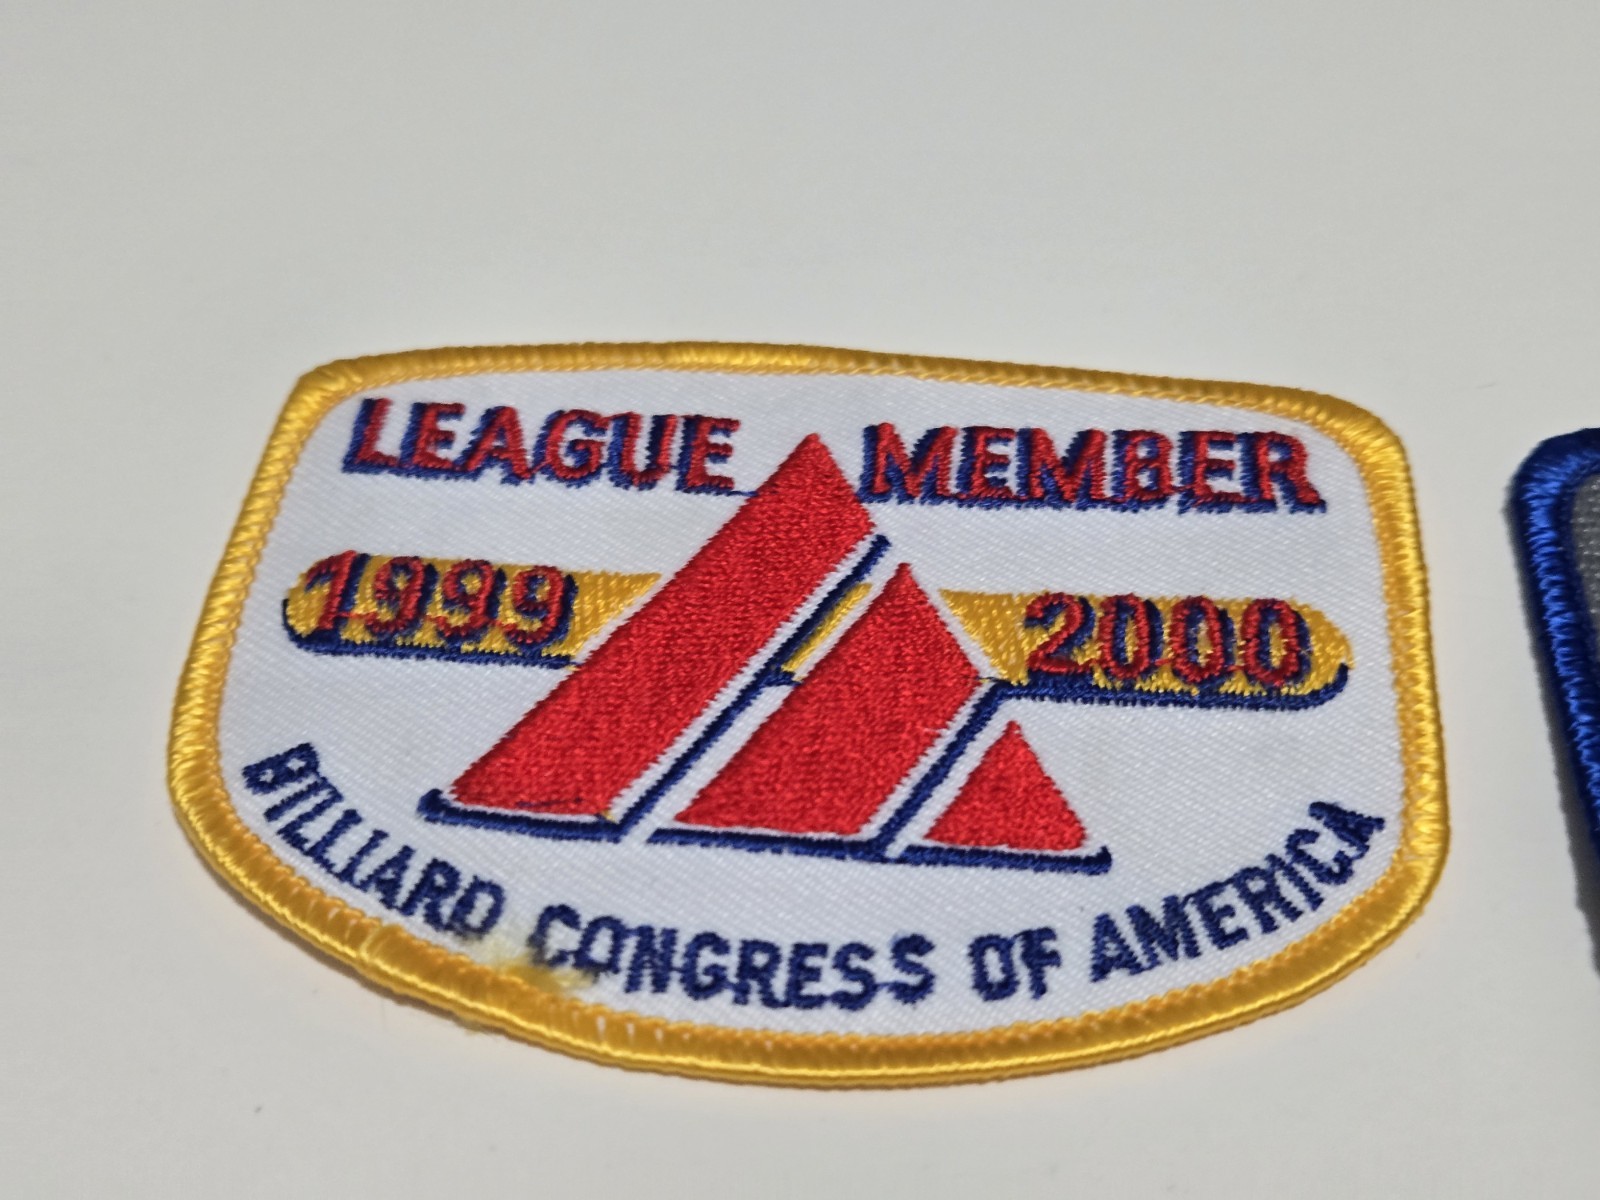 LEAGUE MEMBER
1999 2000
BILLIARD CONGRESS OF AMERICA